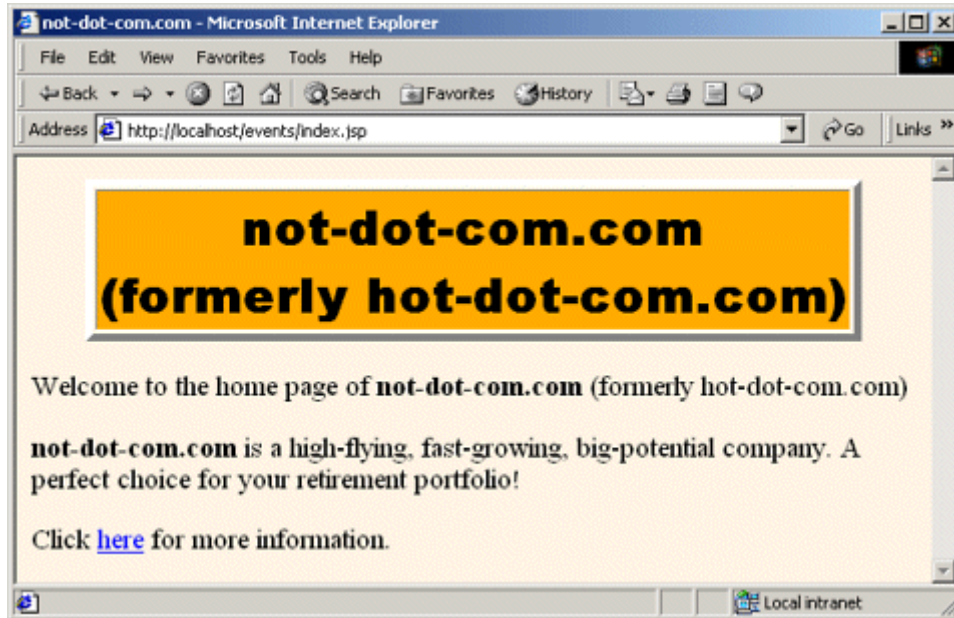 not-dot-com.com - Microsoft Internet Explorer
File Edit View Favorites Tools Help
Back Search Favorites History
Address http://localhost/events/index.jsp Go Links »
not-dot-com.com
(formerly hot-dot-com.com)
Welcome to the home page of not-dot-com.com (formerly hot-dot-com.com)
not-dot-com.com is a high-flying, fast-growing, big-potential company. A
perfect choice for your retirement portfolio!
Click here for more information.
Local intranet